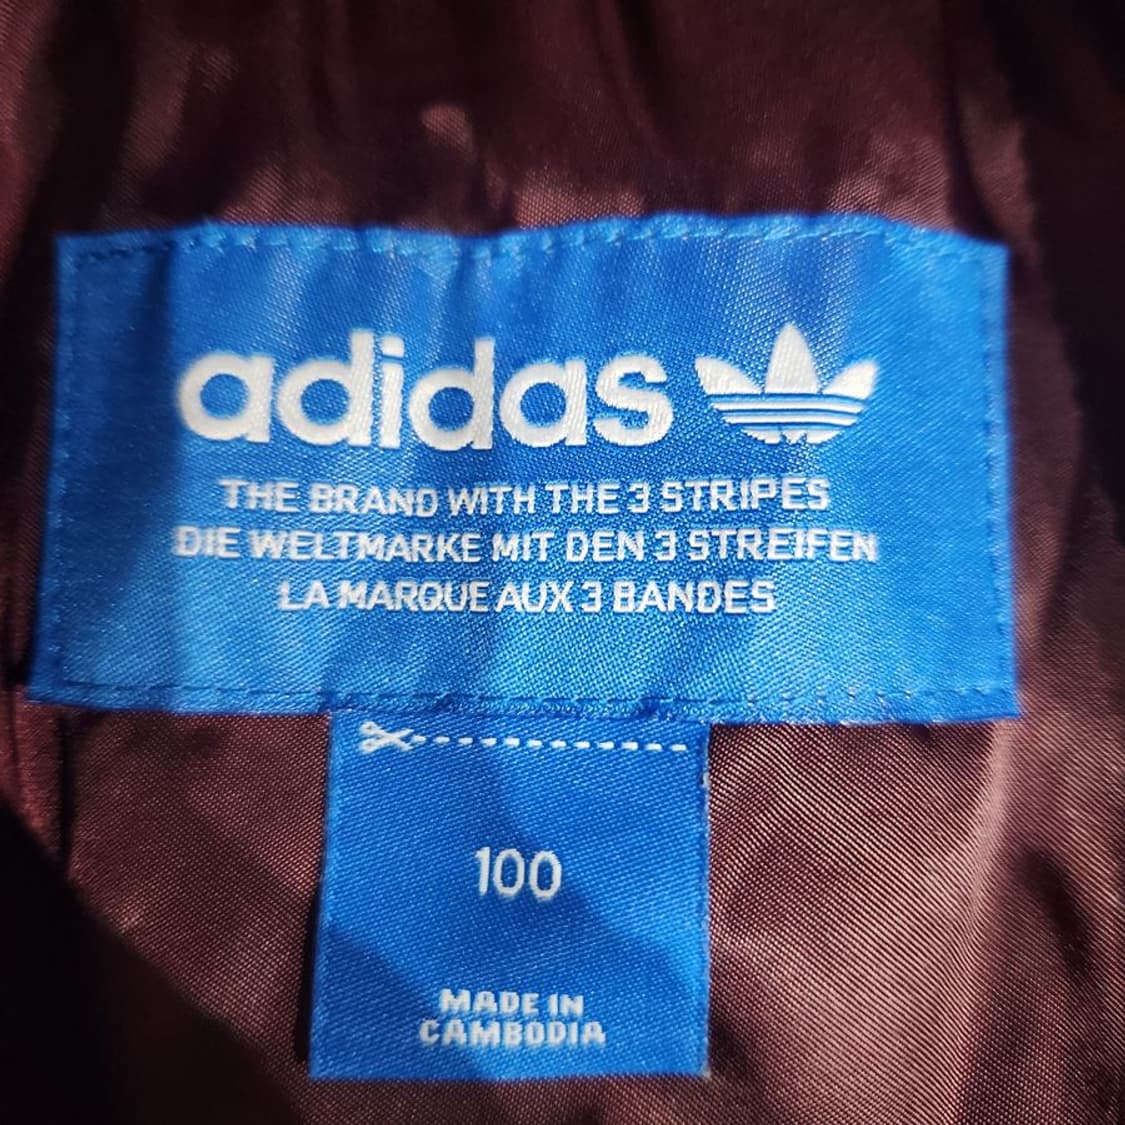 adidas
THE BRAND WITH THE 3 STRIPES
DIE WELTMARKE MIT DEN 3 STREIFEN
LA MARQUE AUX 3 BANDES
100
MADE IN
CAMBODIA